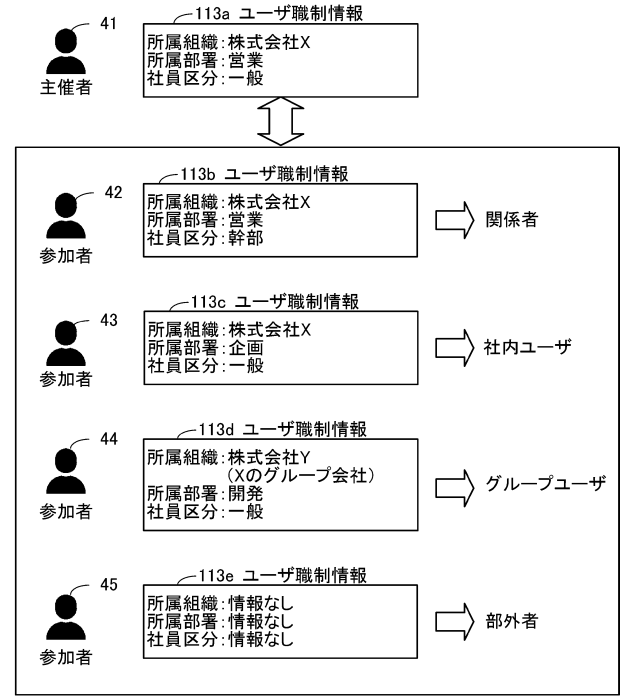 41
主催者
113a ユーザ職制情報
所属組織:株式会社X
所属部署:営業
社員区分:一般
42
参加者
113b ユーザ職制情報
所属組織:株式会社X
所属部署:営業
社員区分:幹部
関係者
43
参加者
113c ユーザ職制情報
所属組織:株式会社X
所属部署:企画
社員区分:一般
社内ユーザ
44
参加者
113d ユーザ職制情報
所属組織:株式会社Y
(Xのグループ会社)
所属部署:開発
社員区分:一般
グループユーザ
45
参加者
113e ユーザ職制情報
所属組織:情報なし
所属部署:情報なし
社員区分:情報なし
部外者